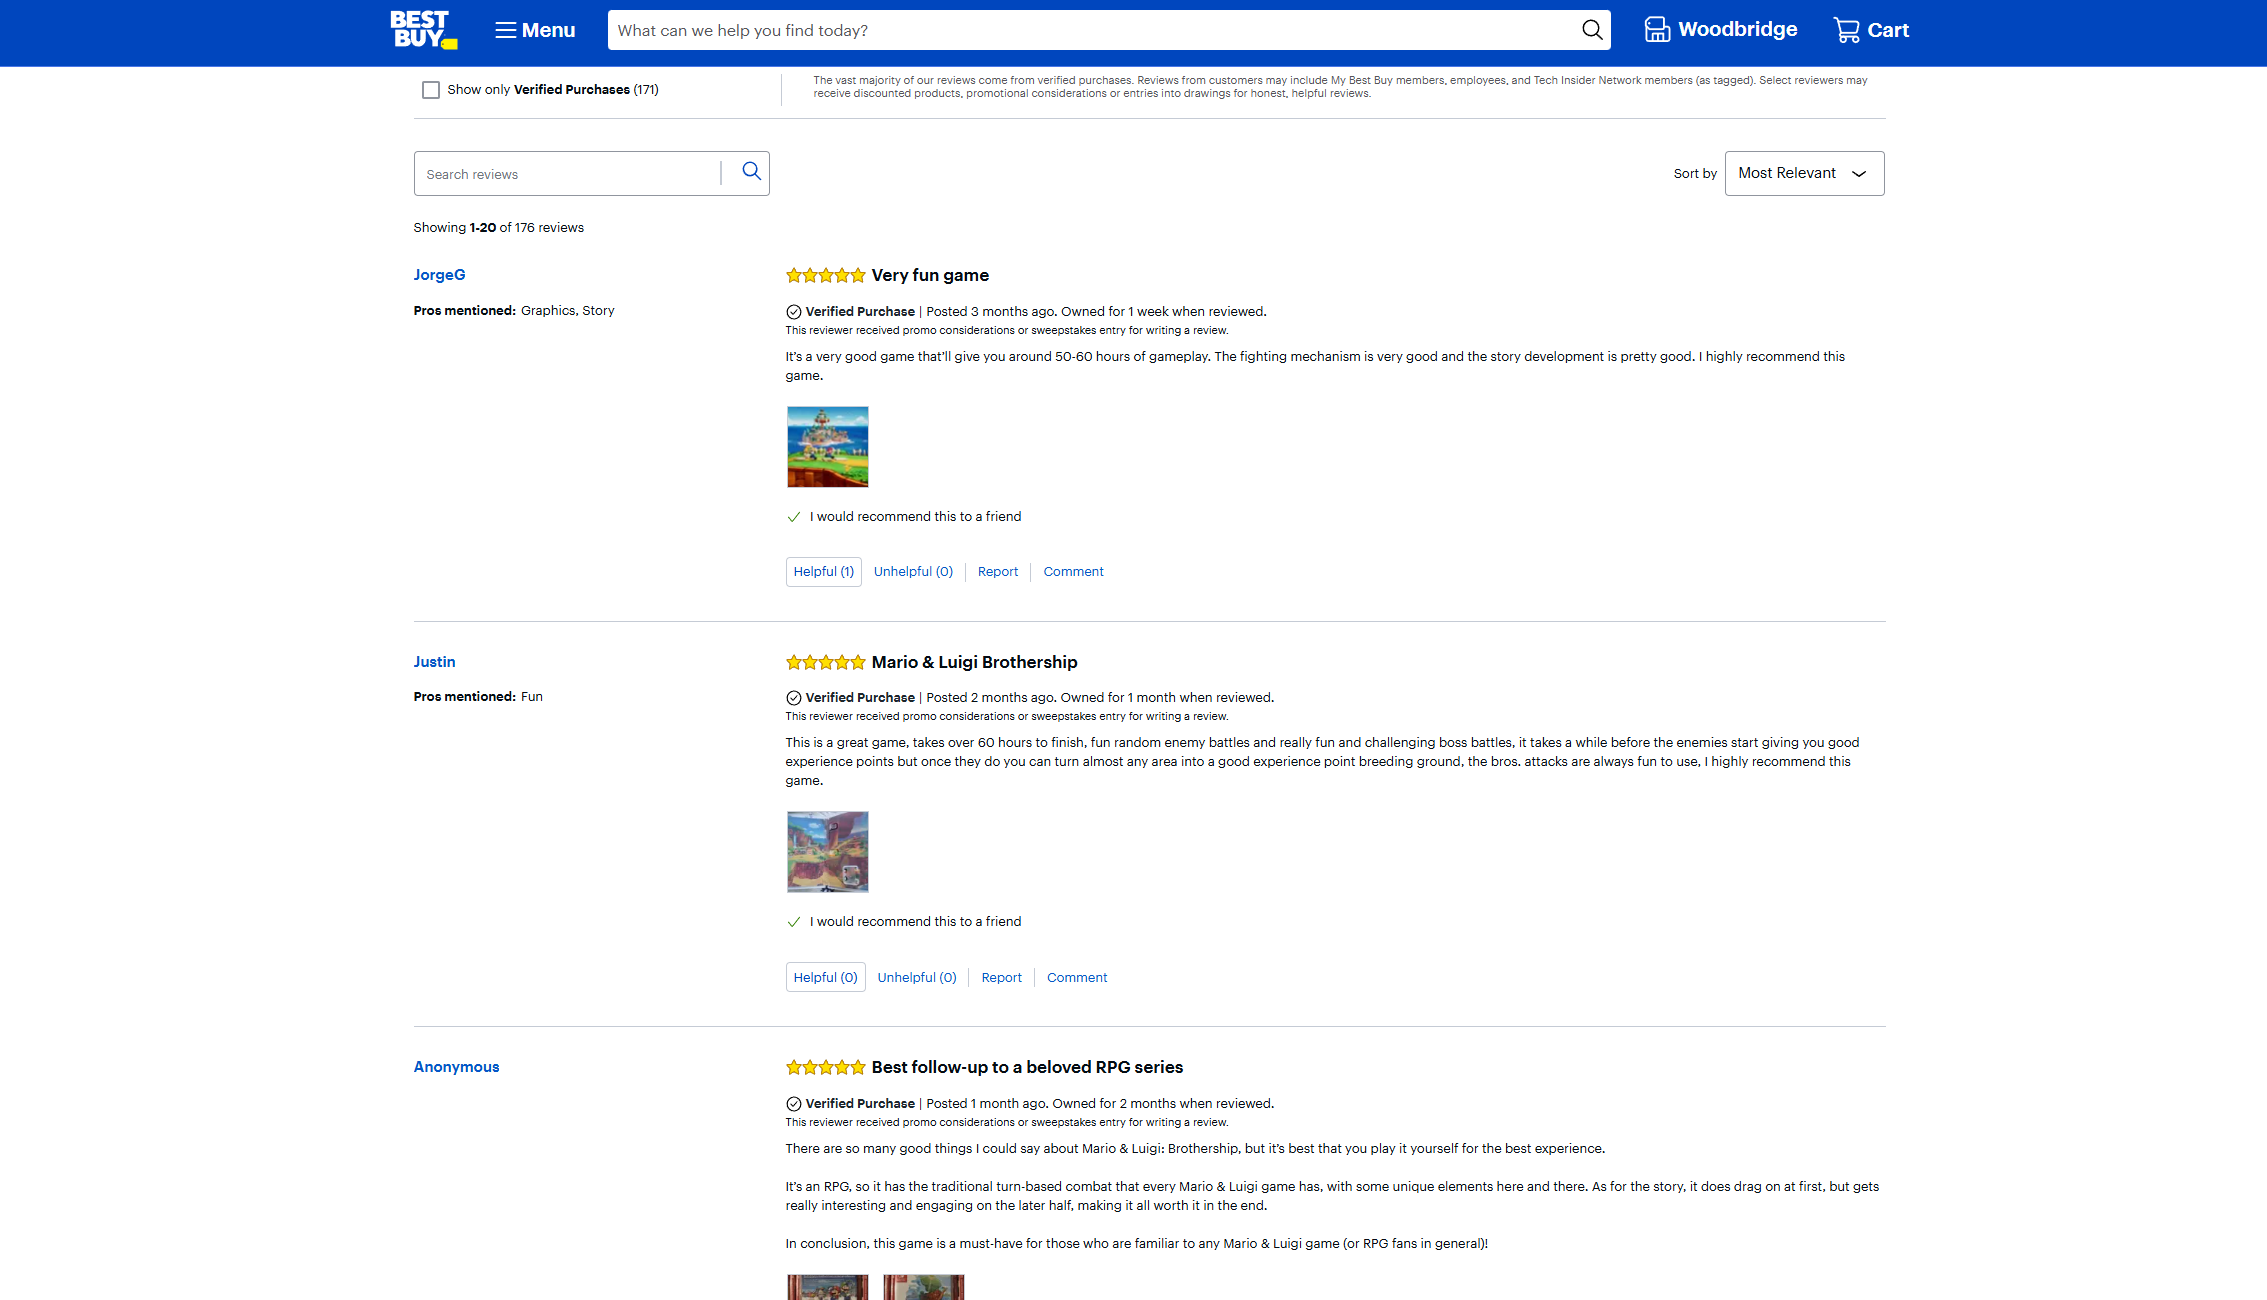 BEST BUY
Menu
What can we help you find today?
Woodbridge
Cart
Show only Verified Purchases (171)
The vast majority of our reviews come from verified purchases. Reviews from customers may include My Best Buy members, employees, and Tech Insider Network members (as tagged). Select reviewers may
receive discounted products, promotional considerations or entries into drawings for honest, helpful reviews.
Search reviews
Sort by
Most Relevant
Showing 1-20 of 176 reviews
JorgeG
Pros mentioned: Graphics, Story
Very fun game
Verified Purchase | Posted 3 months ago. Owned for 1 week when reviewed.
This reviewer received promo considerations or sweepstakes entry for writing a review.
It's a very good game that'll give you around 50-60 hours of gameplay. The fighting mechanism is very good and the story development is pretty good. I highly recommend this
game.
I would recommend this to a friend
Helpful (1)
Unhelpful (0)
Report
Comment
Justin
Pros mentioned: Fun
Mario & Luigi Brothership
Verified Purchase | Posted 2 months ago. Owned for 1 month when reviewed.
This reviewer received promo considerations or sweepstakes entry for writing a review.
This is a great game, takes over 60 hours to finish, fun random enemy battles and really fun and challenging boss battles, it takes a while before the enemies start giving you good
experience points but once they do you can turn almost any area into a good experience point breeding ground, the bros. attacks are always fun to use, I highly recommend this
game.
I would recommend this to a friend
Helpful (0)
Unhelpful (0)
Report
Comment
Anonymous
Best follow-up to a beloved RPG series
Verified Purchase | Posted 1 month ago. Owned for 2 months when reviewed.
This reviewer received promo considerations or sweepstakes entry for writing a review.
There are so many good things I could say about Mario & Luigi: Brothership, but it's best that you play it yourself for the best experience.
It's an RPG, so it has the traditional turn-based combat that every Mario & Luigi game has, with some unique elements here and there. As for the story, it does drag on at first, but gets
really interesting and engaging on the later half, making it all worth it in the end.
In conclusion, this game is a must-have for those who are familiar to any Mario & Luigi game (or RPG fans in general)!